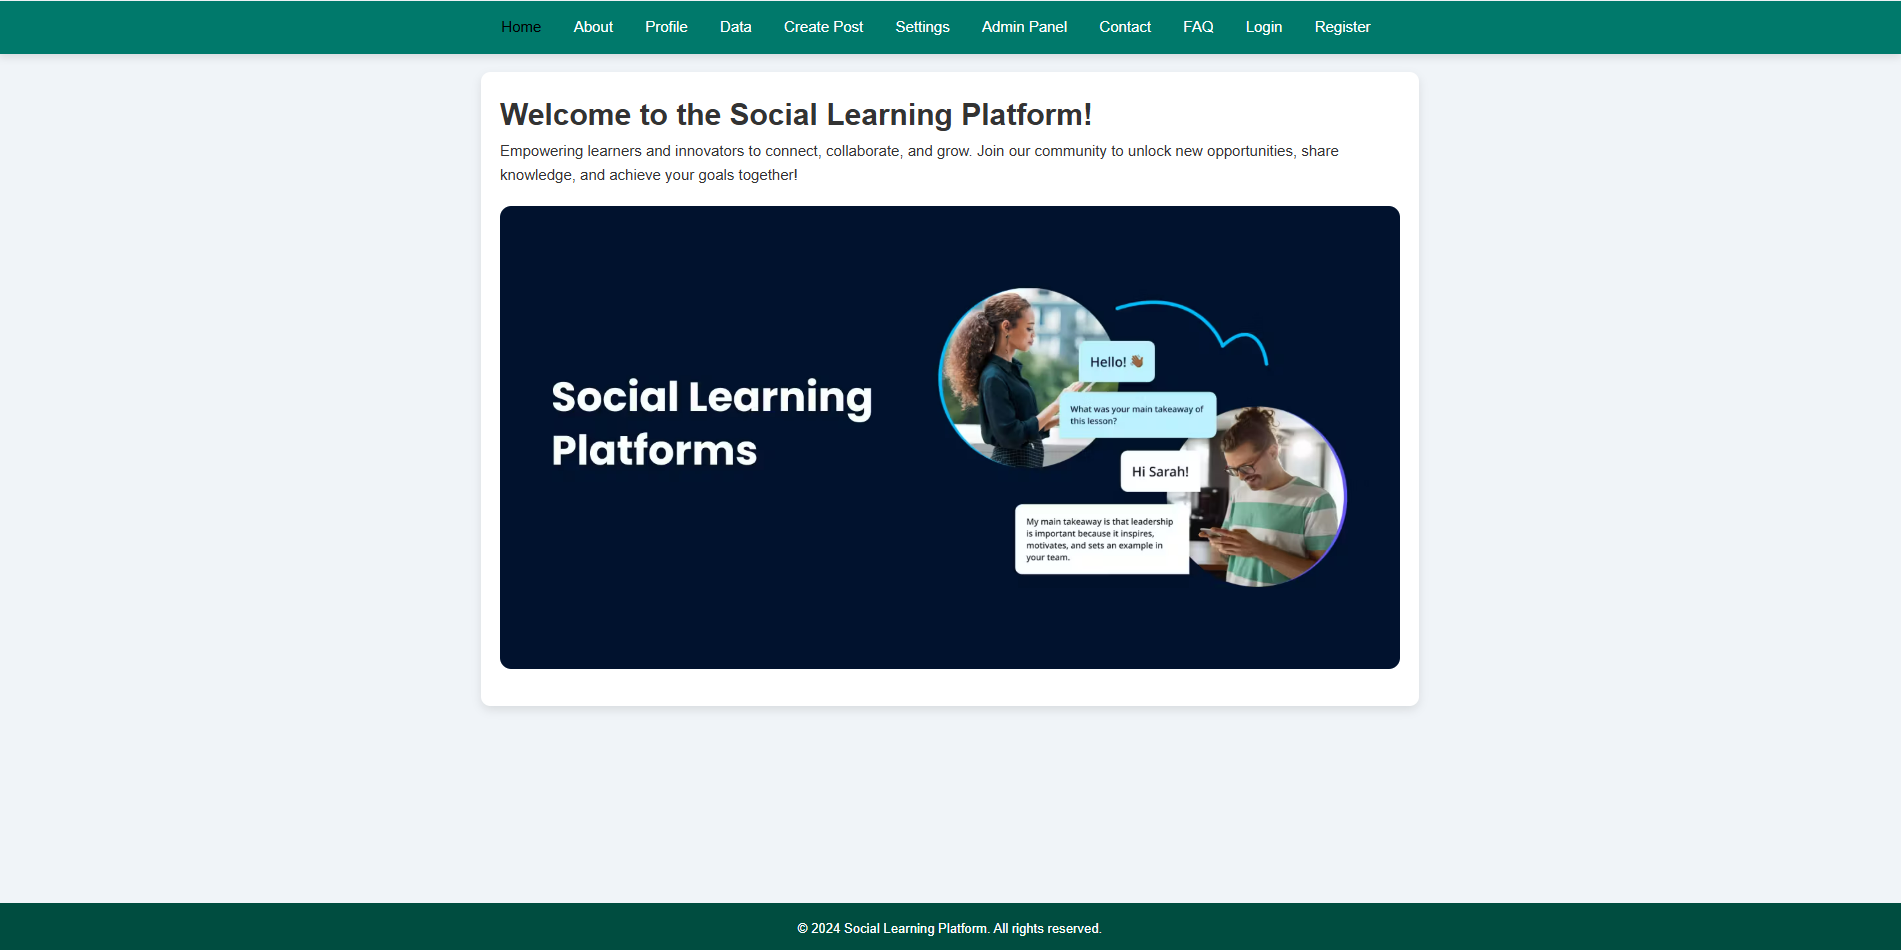 Home About Profile Data Create Post Settings Admin Panel Contact FAQ Login Register
Welcome to the Social Learning Platform!
Empowering learners and innovators to connect, collaborate, and grow. Join our community to unlock new opportunities, share
knowledge, and achieve your goals together!
Social Learning
Platforms
Hello! 👋🏾
What was your main takeaway of
this lesson?
Hi Sarah!
My main takeaway is that leadership
is important because it inspires,
motivates, and sets an example in
your team.
© 2024 Social Learning Platform. All rights reserved.